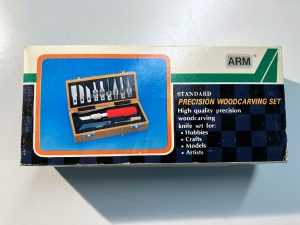 ARM®
STANDARD
PRECISION WOODCARVING SET
High quality precision
woodcarving
knife set for:
• Hobbies
• Crafts
• Models
• Artists